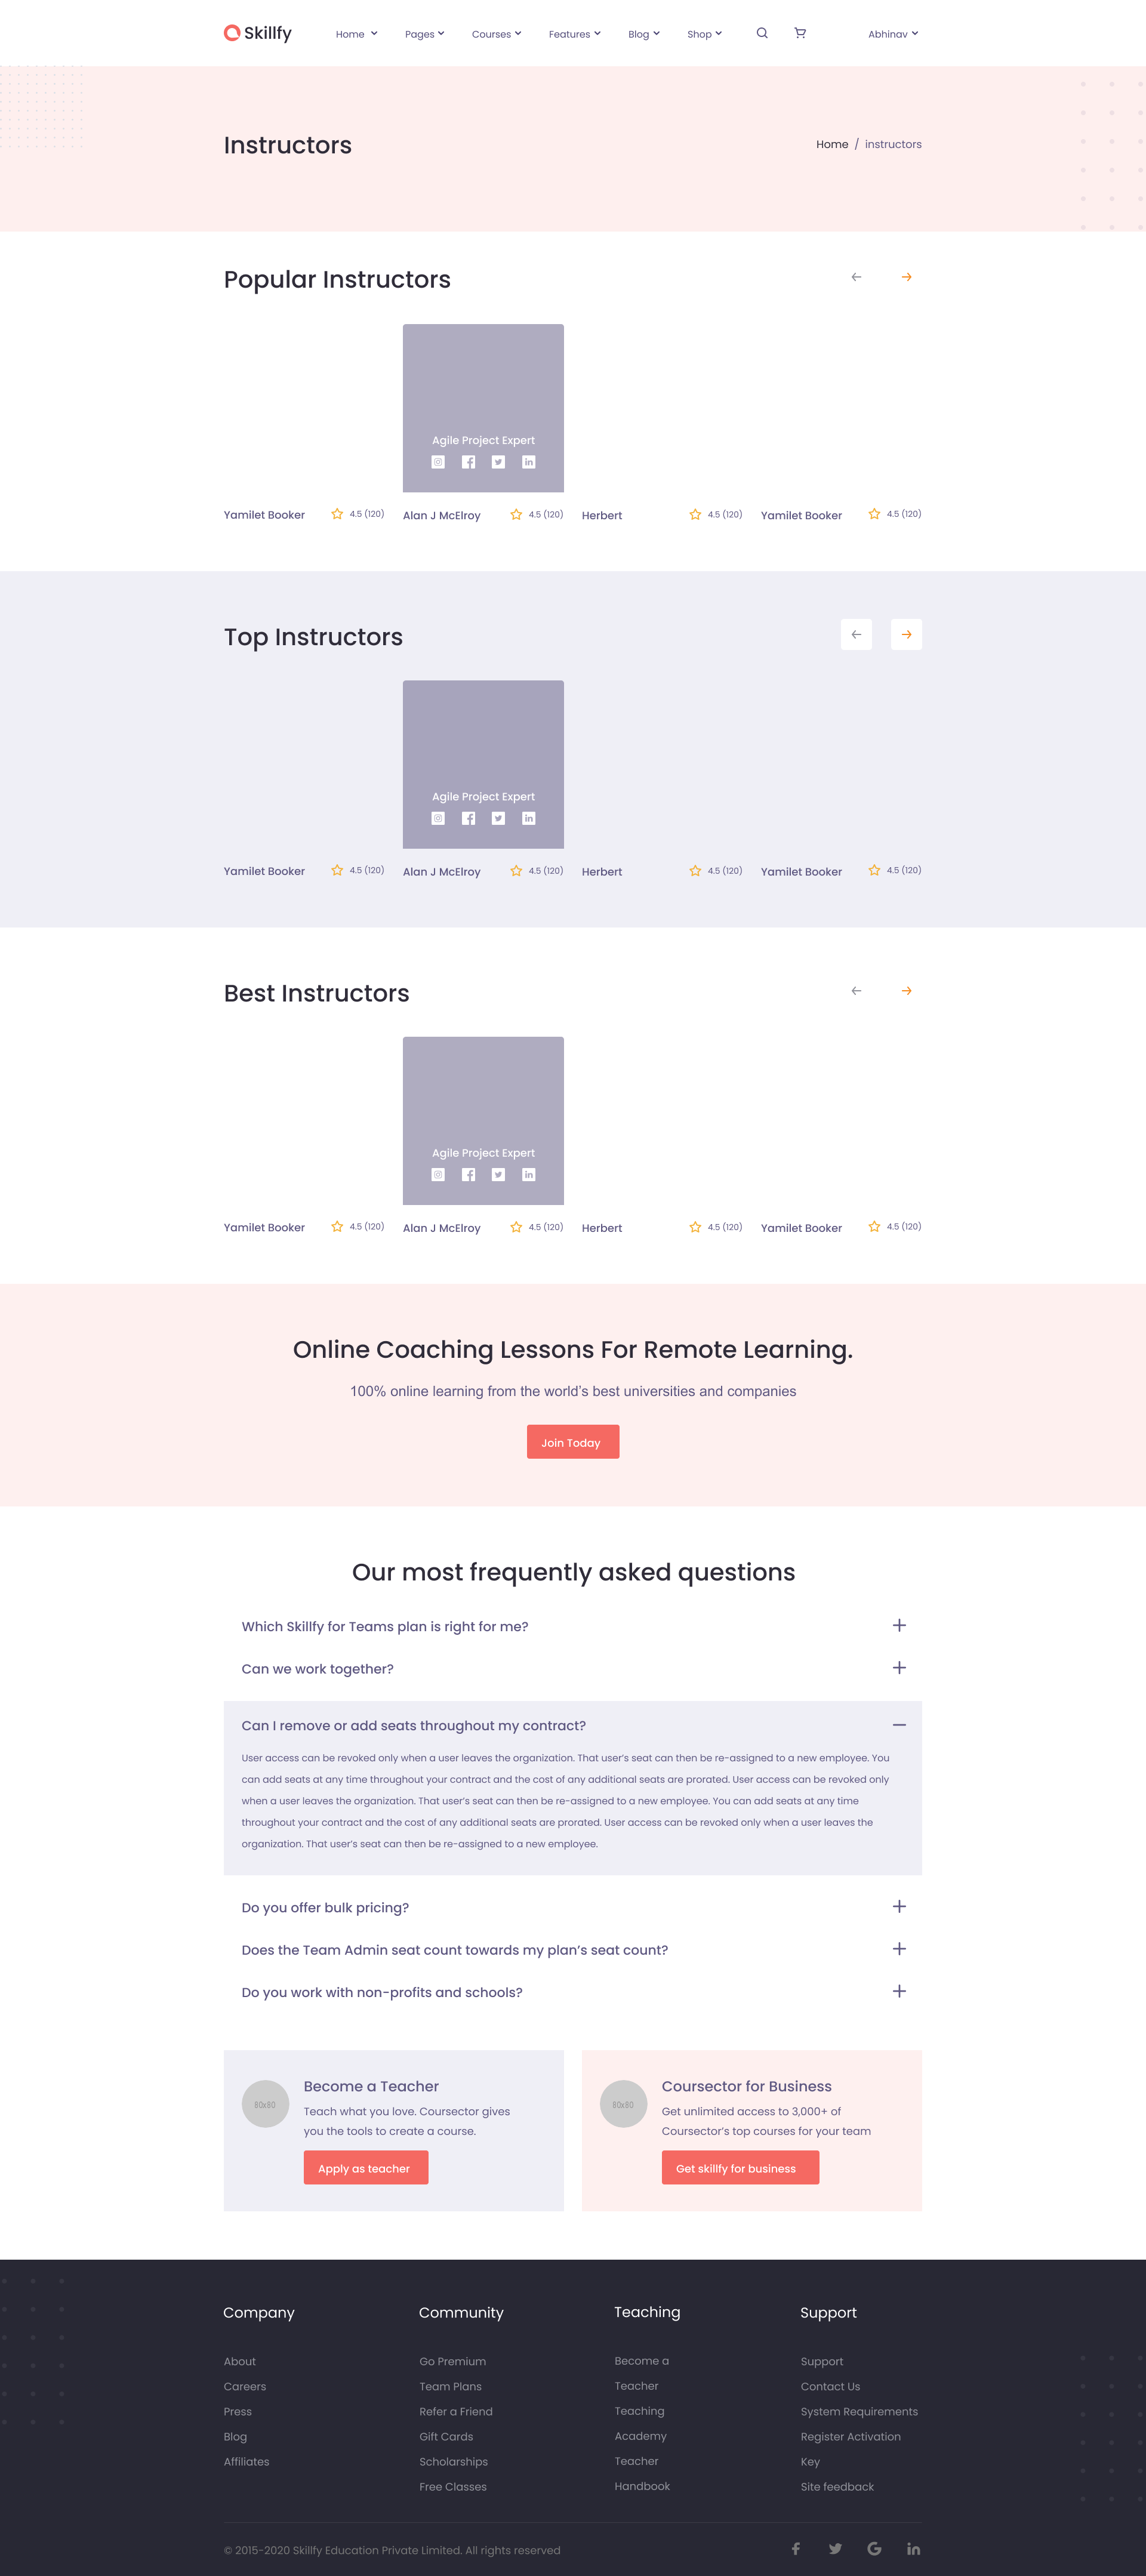 Skillfy
Home Pages Courses Features Blog Shop Abhinav
Instructors
Home / instructors
Popular Instructors
Agile Project Expert
Yamilet Booker 4.5 (120) Alan J McElroy 4.5 (120) Herbert 4.5 (120) Yamilet Booker 4.5 (120)
Top Instructors
Agile Project Expert
Yamilet Booker 4.5 (120) Alan J McElroy 4.5 (120) Herbert 4.5 (120) Yamilet Booker 4.5 (120)
Best Instructors
Agile Project Expert
Yamilet Booker 4.5 (120) Alan J McElroy 4.5 (120) Herbert 4.5 (120) Yamilet Booker 4.5 (120)
Online Coaching Lessons For Remote Learning.
100% online learning from the world's best universities and companies
Join Today
Our most frequently asked questions
Which Skillfy for Teams plan is right for me?
Can we work together?
Can I remove or add seats throughout my contract?
User access can be revoked only when a user leaves the organization. That user's seat can then be re-assigned to a new employee. You
can add seats at any time throughout your contract and the cost of any additional seats are prorated. User access can be revoked only
when a user leaves the organization. That user's seat can then be re-assigned to a new employee. You can add seats at any time
throughout your contract and the cost of any additional seats are prorated. User access can be revoked only when a user leaves the
organization. That user's seat can then be re-assigned to a new employee.
Do you offer bulk pricing?
Does the Team Admin seat count towards my plan's seat count?
Do you work with non-profits and schools?
80x80
Become a Teacher
Teach what you love. Coursector gives
you the tools to create a course.
Apply as teacher
80x80
Coursector for Business
Get unlimited access to 3,000+ of
Coursector's top courses for your team
Get skillfy for business
Company
About
Careers
Press
Blog
Affiliates
Community
Go Premium
Team Plans
Refer a Friend
Gift Cards
Scholarships
Free Classes
Teaching
Become a
Teacher
Teaching
Academy
Teacher
Handbook
Support
Support
Contact Us
System Requirements
Register Activation
Key
Site feedback
© 2015-2020 Skillfy Education Private Limited. All rights reserved